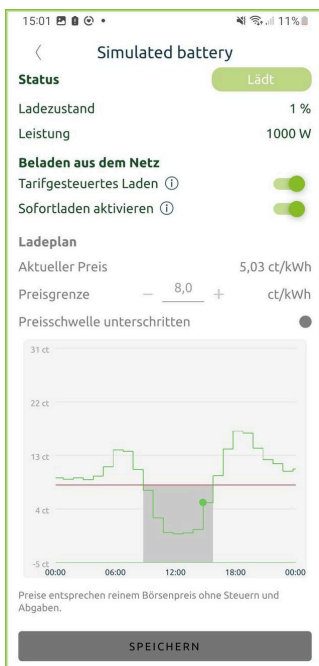 15:01
11%
Simulated battery
Status
Lädt
Ladezustand
1 %
Leistung
1000 W
Beladen aus dem Netz
Tarifgesteuertes Laden
Sofortladen aktivieren
Ladeplan
Aktueller Preis
5,03 ct/kWh
Preisgrenze
— 8,0 +
ct/kWh
Preisschwelle unterschritten
31 ct
22 ct
13 ct
4 ct
-5 ct
00:00 06:00 12:00 18:00 00:00
Preise entsprechen reinem Börsenpreis ohne Steuern und
Abgaben.
SPEICHERN